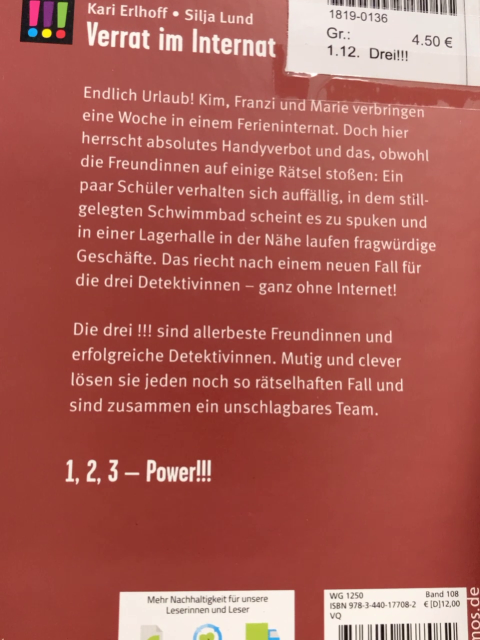 !!!
Kari Erlhoff • Silja Lund
Verrat im Internat
1819-0136
Gr.: 4.50 €
1.12. Drei!!!
Endlich Urlaub! Kim, Franzi und Marie verbringen
eine Woche in einem Ferieninternat. Doch hier
herrscht absolutes Handyverbot und das, obwohl
die Freundinnen auf einige Rätsel stoßen: Ein
paar Schüler verhalten sich auffällig, in dem still-
gelegten Schwimmbad scheint es zu spuken und
in einer Lagerhalle in der Nähe laufen fragwürdige
Geschäfte. Das riecht nach einem neuen Fall für
die drei Detektivinnen – ganz ohne Internet!
Die drei !!! sind allerbeste Freundinnen und
erfolgreiche Detektivinnen. Mutig und clever
lösen sie jeden noch so rätselhaften Fall und
sind zusammen ein unschlagbares Team.
1, 2, 3 – Power!!!
Mehr Nachhaltigkeit für unsere
Leserinnen und Leser
WG 1250 Band 108
ISBN 978-3-440-17708-2 € [D]12,00
VQ
mos.de